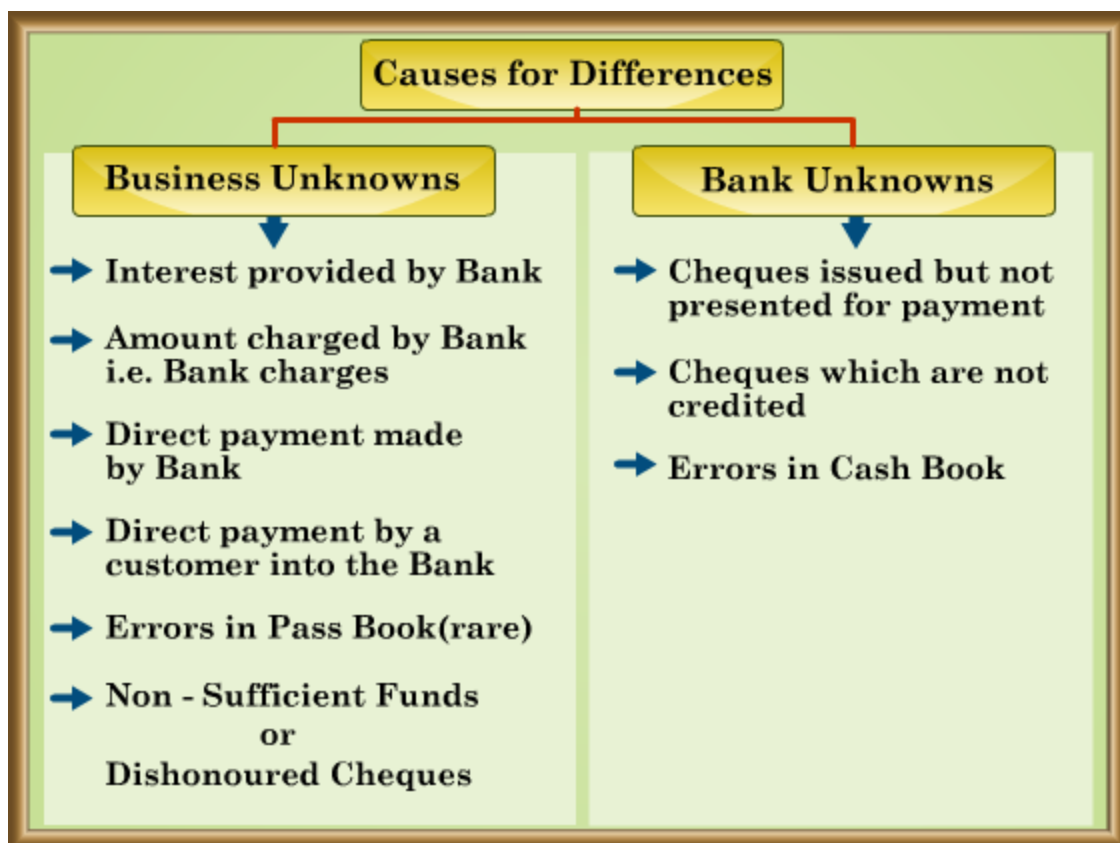 Causes for Differences
Business Unknowns
Interest provided by Bank
Amount charged by Bank
i.e. Bank charges
Direct payment made
by Bank
Direct payment by a
customer into the Bank
Errors in Pass Book(rare)
Non - Sufficient Funds
or
Dishonoured Cheques
Bank Unknowns
Cheques issued but not
presented for payment
Cheques which are not
credited
Errors in Cash Book